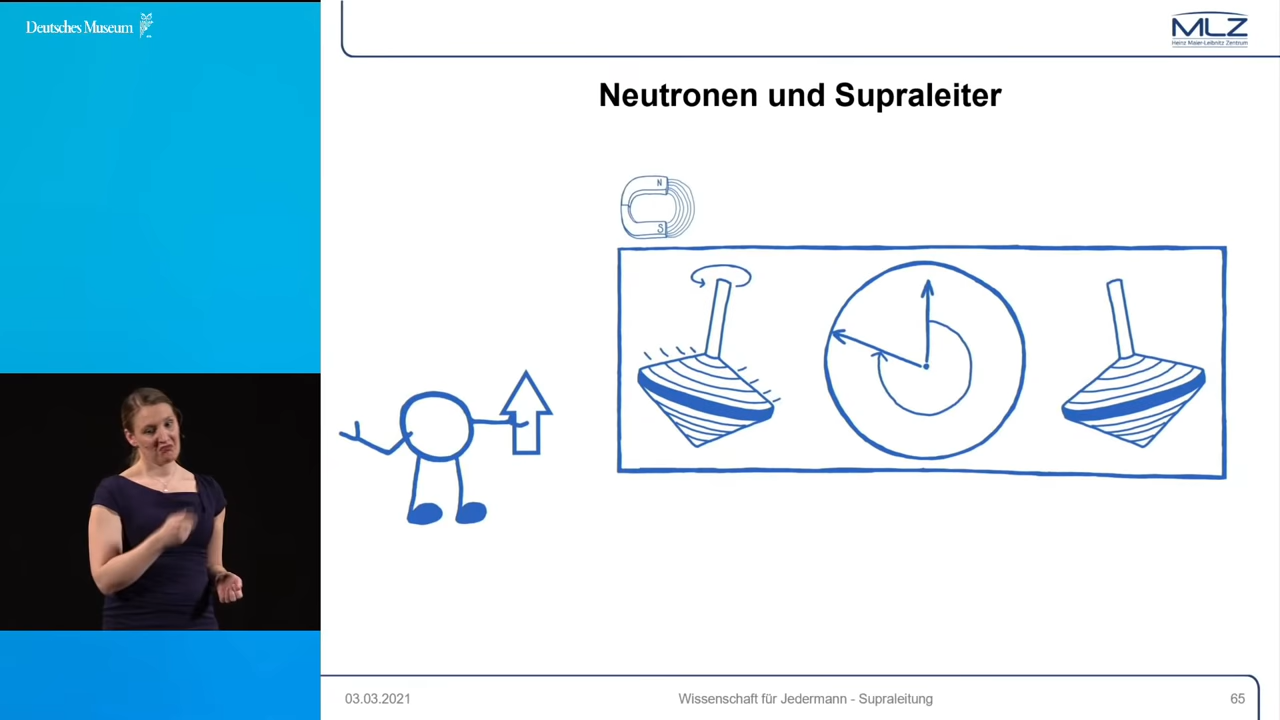 Deutsches Museum
MLZ
Heinz Maier-Leibnitz Zentrum
Neutronen und Supraleiter
N
S
03.03.2021
Wissenschaft für Jedermann - Supraleitung
65